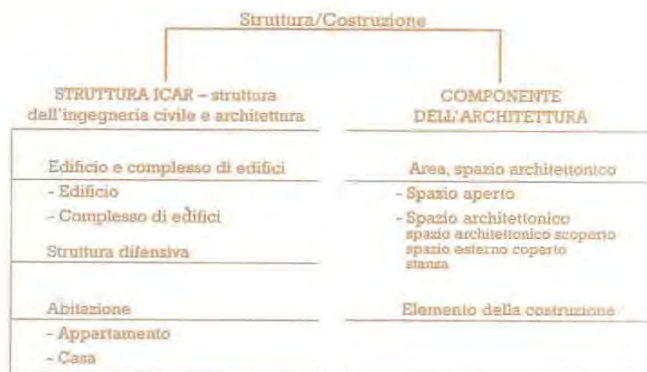 Struttura/Costruzione
STRUTTURA ICAR – struttura
dell'ingegneria civile e architettura
Edificio e complesso di edifici
- Edificio
- Complesso di edifici
Struttura difensiva
Abitazione
- Appartamento
- Casa
COMPONENTE
DELL'ARCHITETTURA
Area, spazio architettonico
- Spazio aperto
- Spazio architettonico
spazio architettonico scoperto
spazio esterno coperto
stanza
Elemento della costruzione